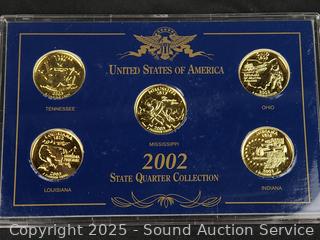 UNITED STATES OF AMERICA
TENNESSEE
OHIO
MISSISSIPPI
LOUISIANA
2002
STATE QUARTER COLLECTION
INDIANA
Copyright 2025 - Sound Auction Service